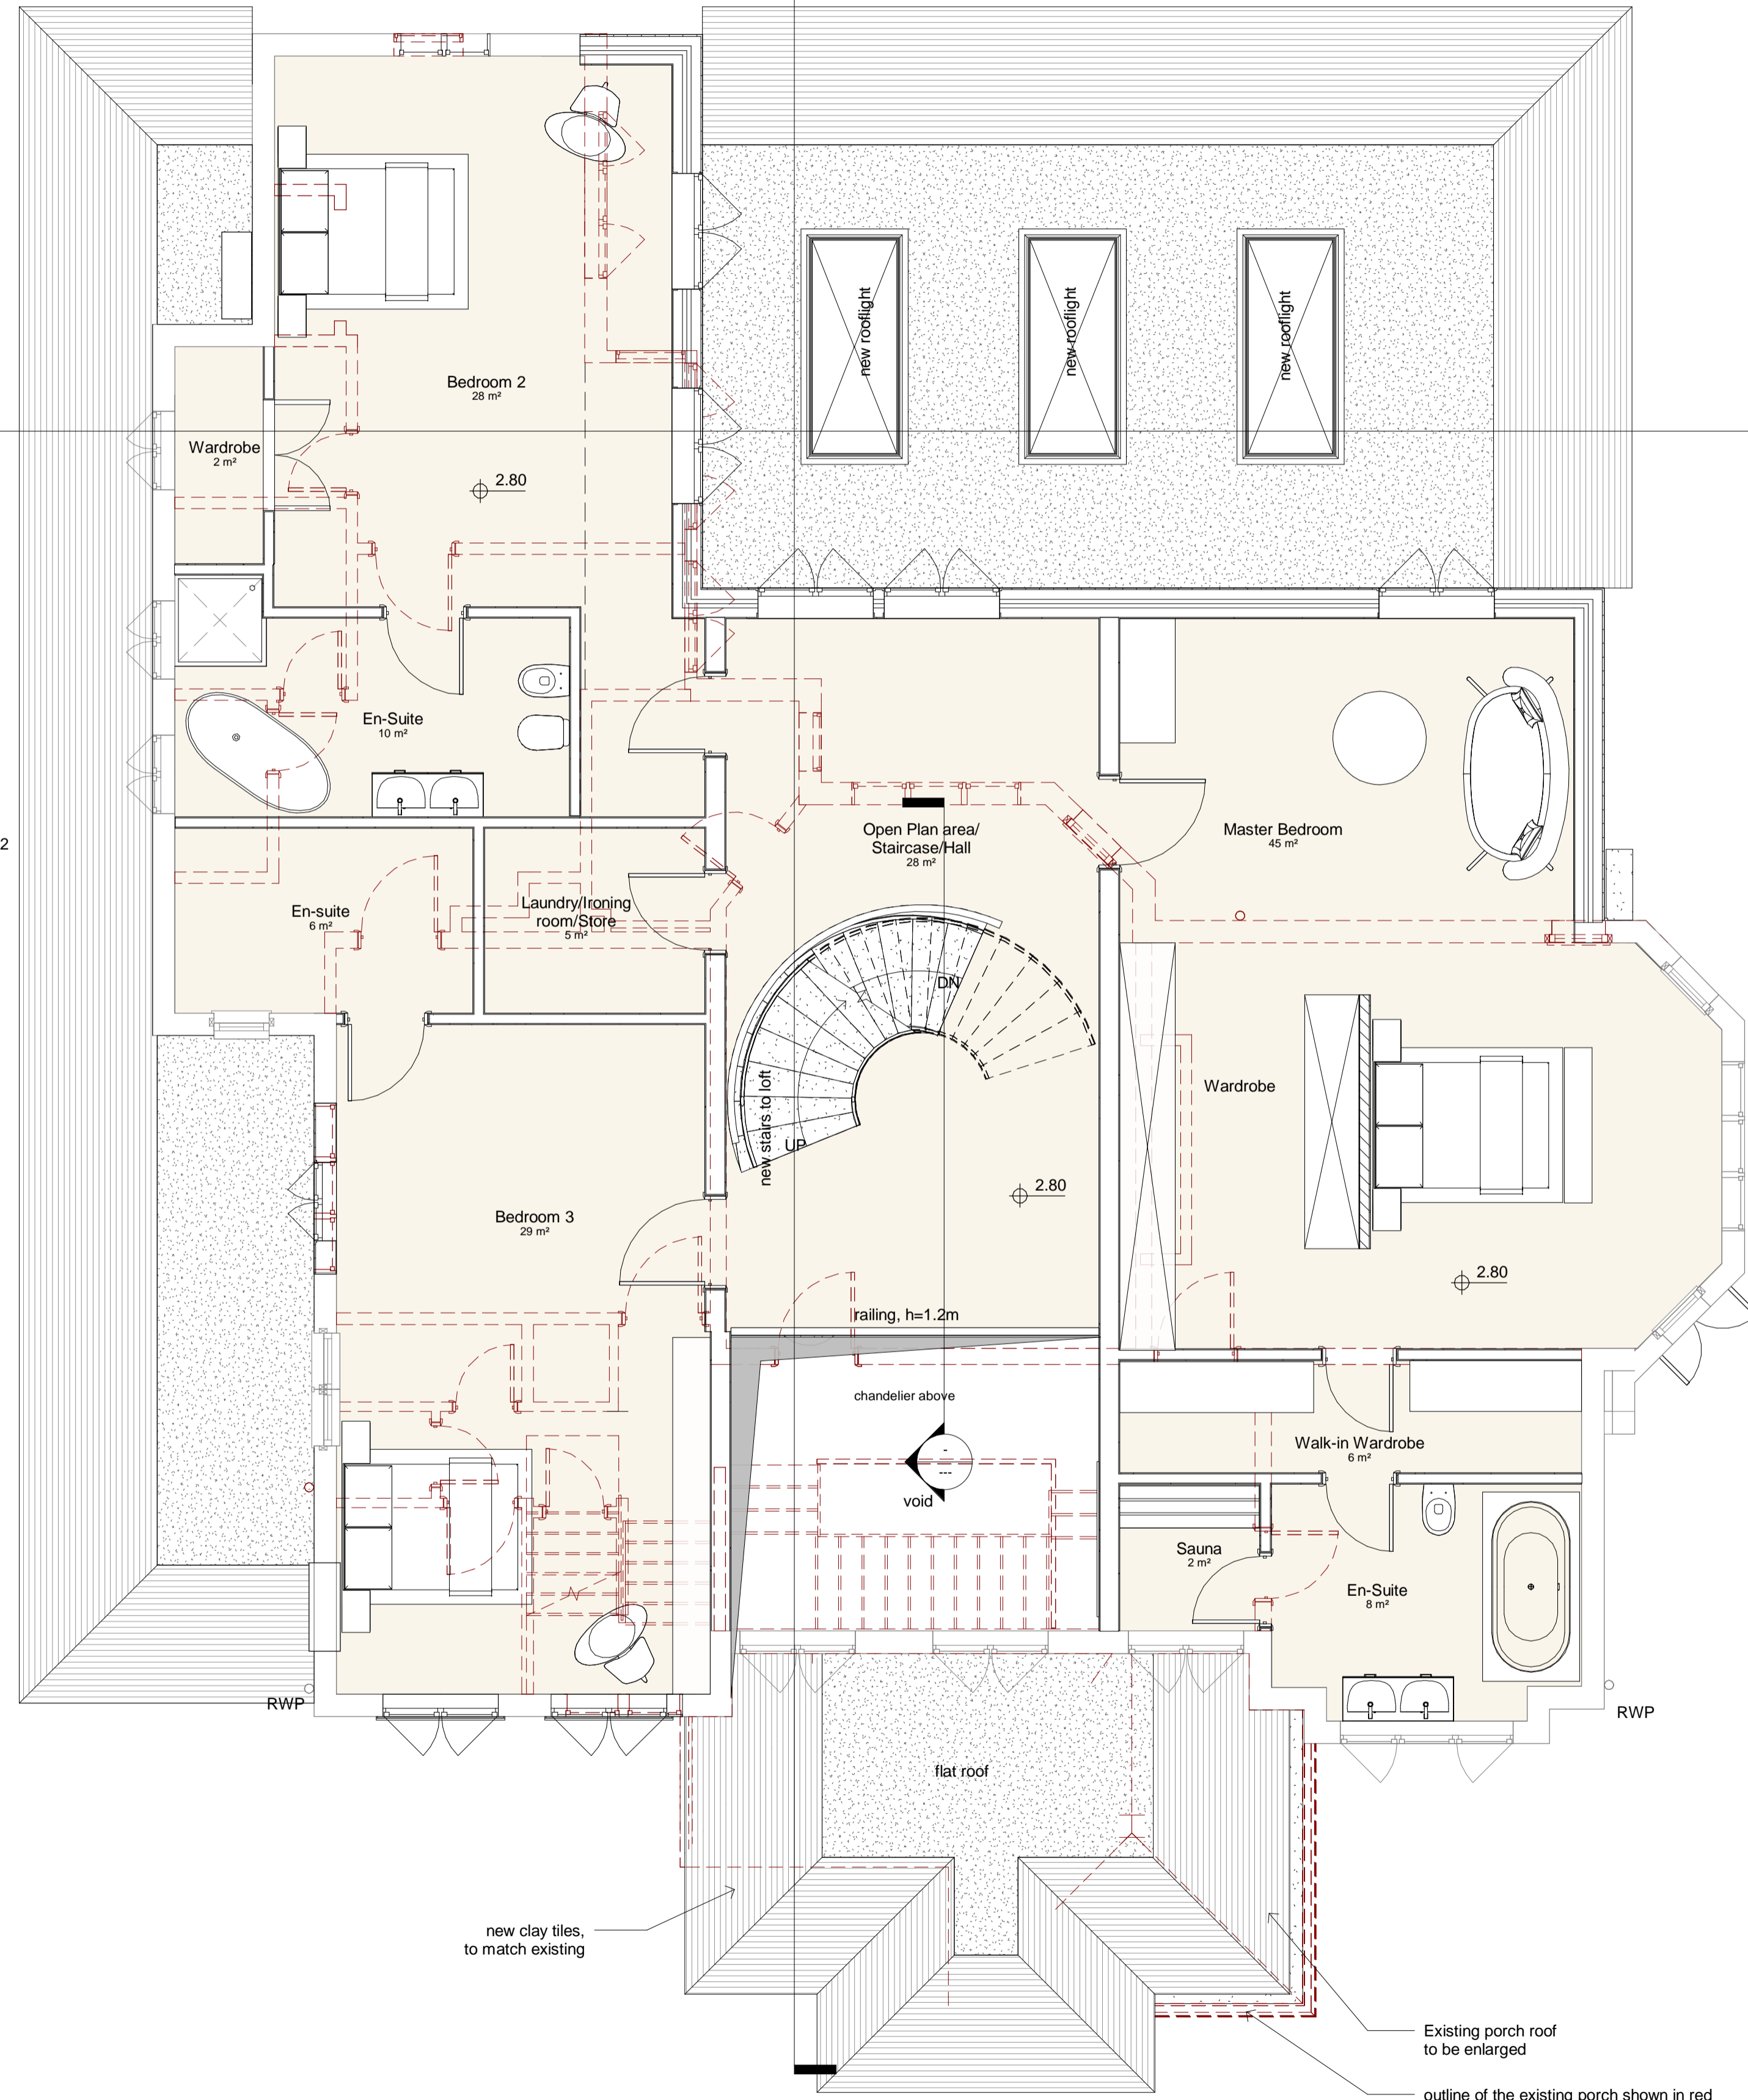 new rooflight
new rooflight
new rooflight
Bedroom 2
28 m²
Wardrobe
2 m²
2.80
En-Suite
10 m²
2
Open Plan area/
Staircase/Hall
28 m²
Master Bedroom
45 m²
En-suite
6 m²
Laundry/Ironing
room/Store
5 m²
DN
new stairs to loft
UP
Wardrobe
2.80
Bedroom 3
29 m²
2.80
railing, h=1.2m
chandelier above
-
---
void
Walk-in Wardrobe
6 m²
Sauna
2 m²
En-Suite
8 m²
RWP
RWP
flat roof
new clay tiles,
to match existing
Existing porch roof
to be enlarged
outline of the existing porch shown in red